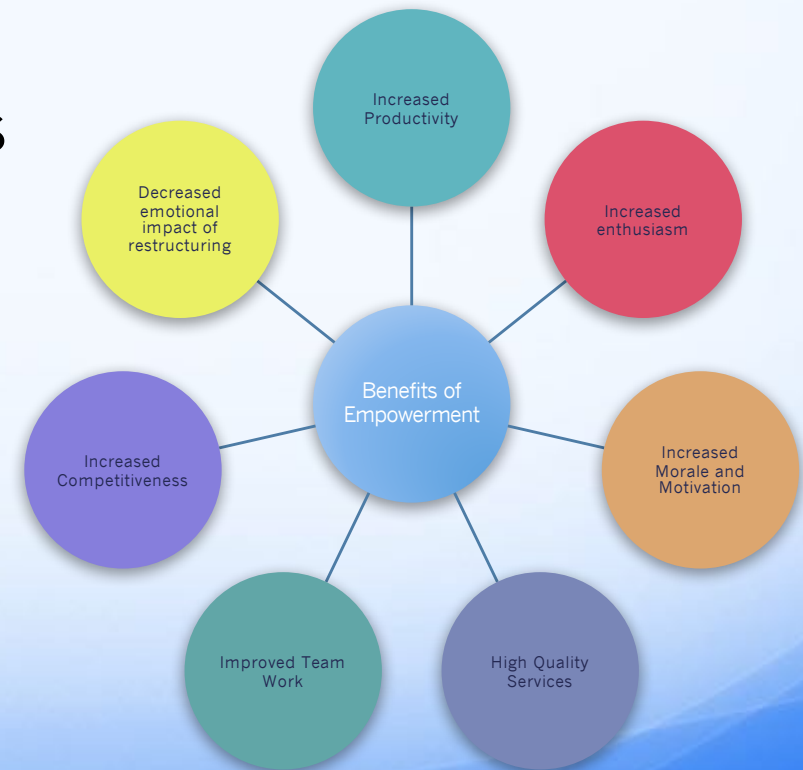 s
Increased
Productivity
Increased
enthusiasm
Increased
Morale and
Motivation
High Quality
Services
Improved Team
Work
Increased
Competitiveness
Decreased
emotional
impact of
restructuring
Benefits of
Empowerment